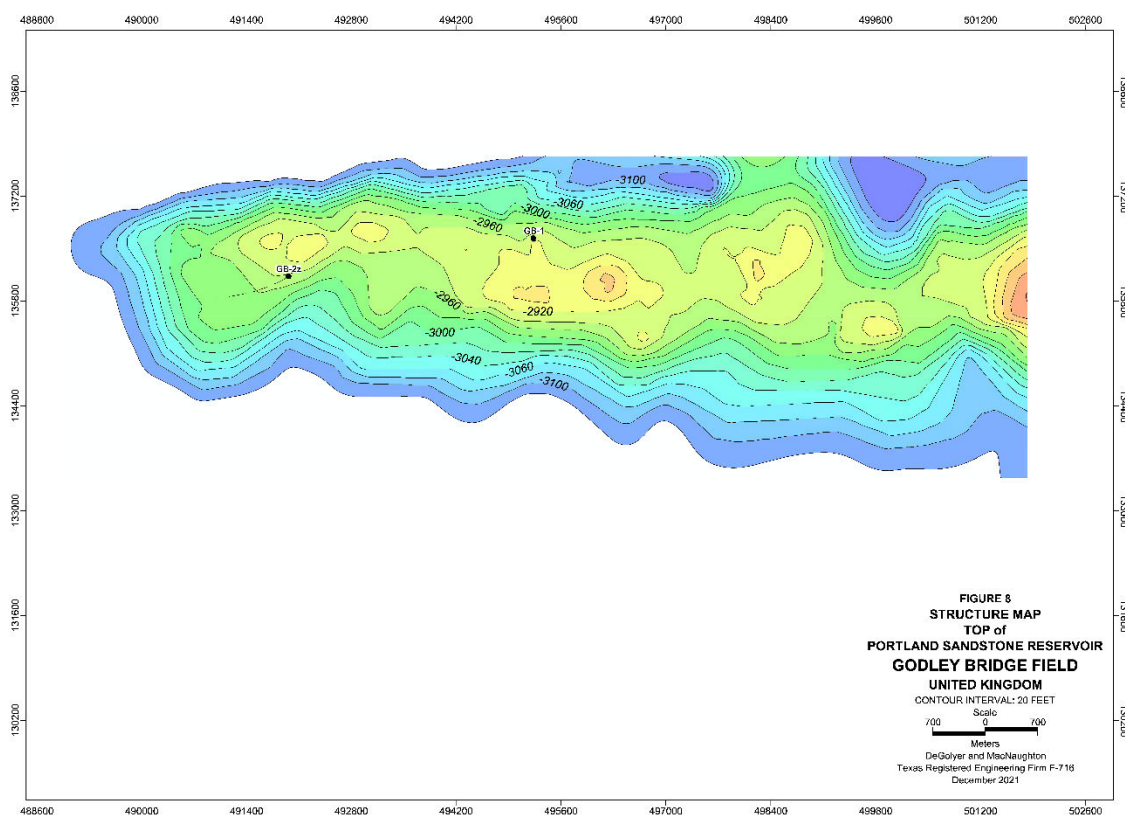 488600 490000 491400 492800 494200 495600 497000 498400 499800 501200 502600
138600
137200
135800
134400
133000
131600
130200
-3100
-3060
-3000
-2960
GB-1
GB-2z
-2960
-2920
-3000
-3040
-3060
-3100
FIGURE 8
STRUCTURE MAP
TOP of
PORTLAND SANDSTONE RESERVOIR
GODLEY BRIDGE FIELD
UNITED KINGDOM
CONTOUR INTERVAL: 20 FEET
Scale
700 0 700
Meters
DeGolyer and MacNaughton
Texas Registered Engineering Firm F-716
December 2021
488600 490000 491400 492800 494200 495600 497000 498400 499800 501200 502600